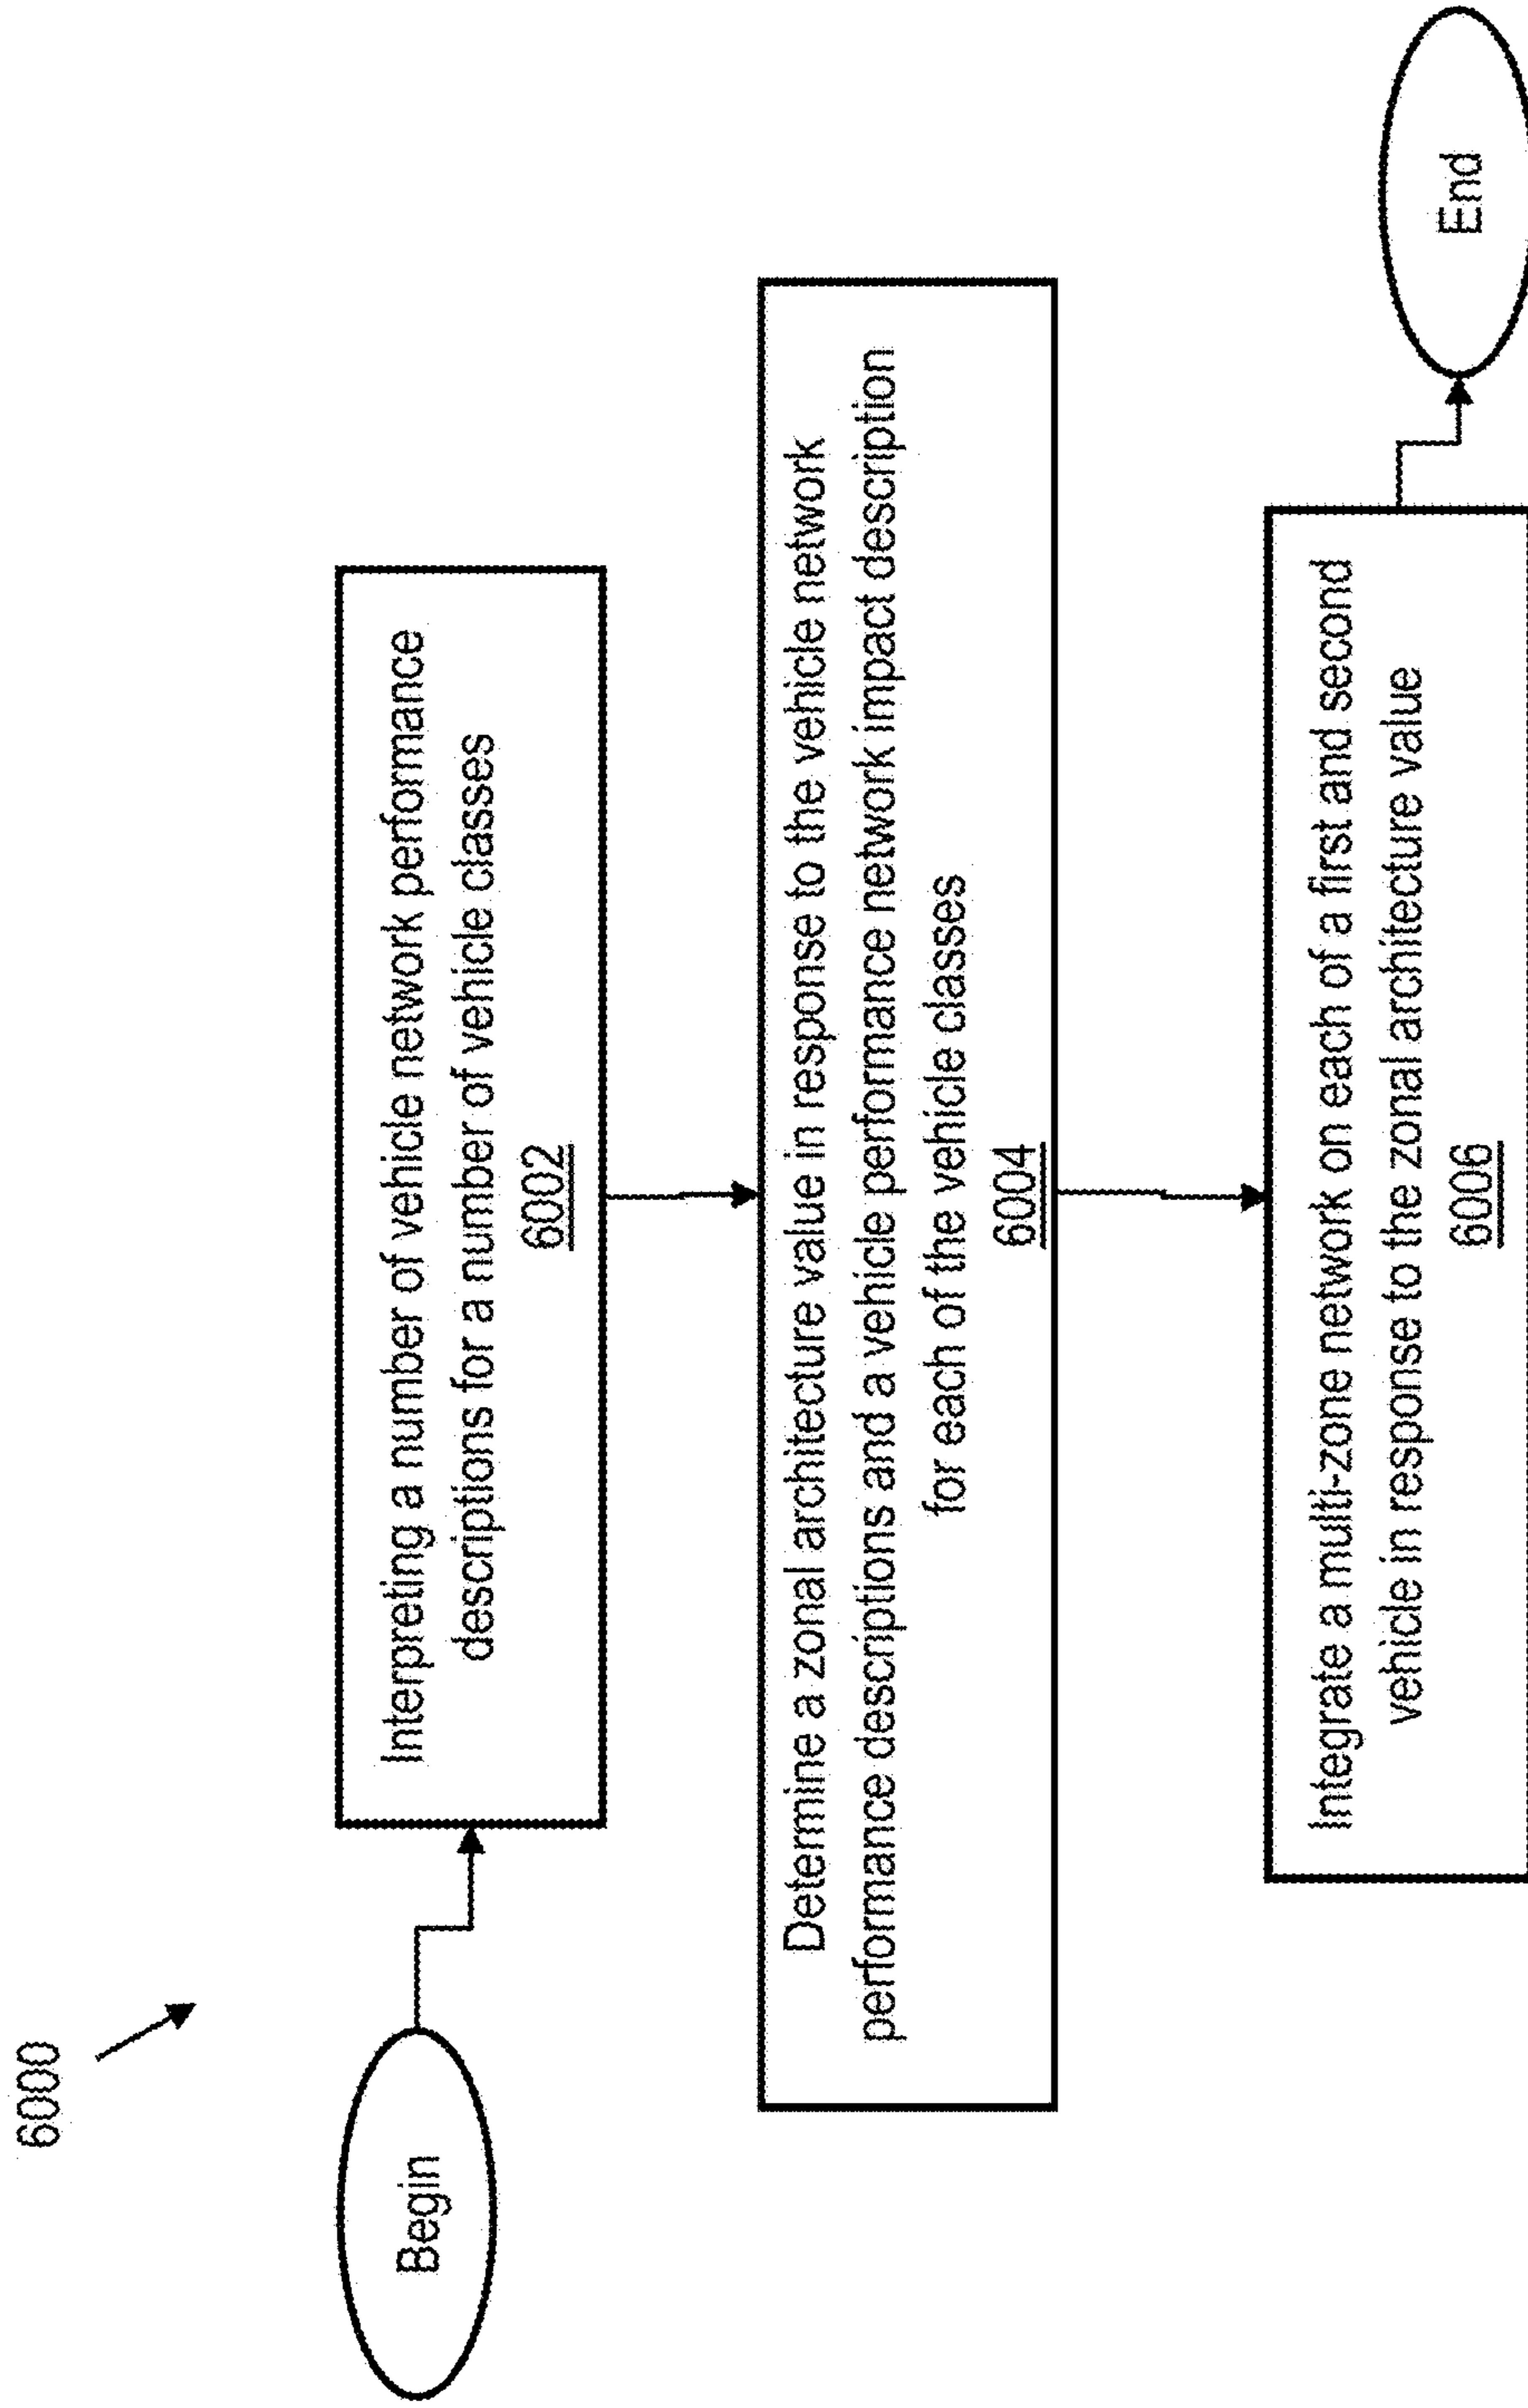 6000
Begin
Interpreting a number of vehicle network performance
descriptions for a number of vehicle classes
6002
Determine a zonal architecture value in response to the vehicle network
performance descriptions and a vehicle performance network impact description
for each of the vehicle classes
6004
Integrate a multi-zone network on each of a first and second
vehicle in response to the zonal architecture value
6006
End